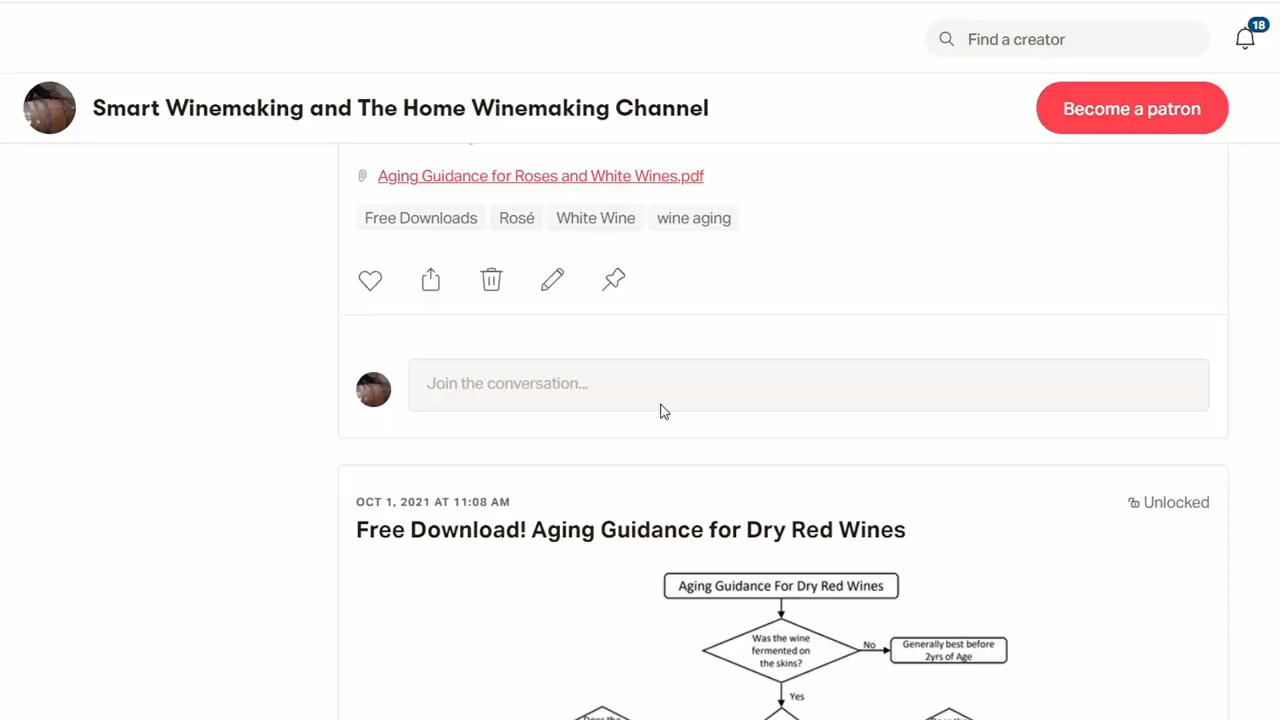 18
Find a creator
Smart Winemaking and The Home Winemaking Channel
Become a patron
Aging Guidance for Roses and White Wines.pdf
Free Downloads Rosé White Wine wine aging
Join the conversation...
OCT 1, 2021 AT 11:08 AM
Unlocked
Free Download! Aging Guidance for Dry Red Wines
Aging Guidance For Dry Red Wines
Was the wine
fermented on
the skins?
No
Generally best before
2yrs of Age
Yes